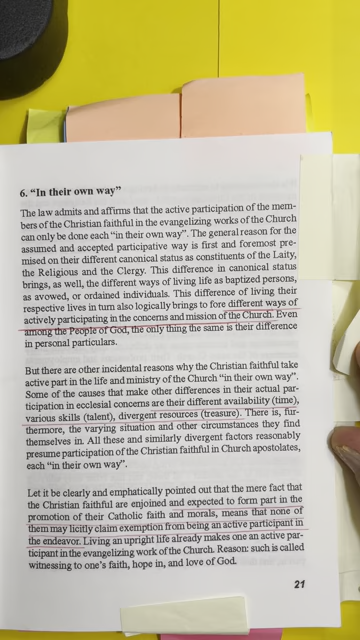 6. “In their own way”
The law admits and affirms that the active participation of the mem-
bers of the Christian faithful in the evangelizing works of the Church
can only be done each “in their own way”. The general reason for the
assumed and accepted participative way is first and foremost pre-
mised on their different canonical status as constituents of the Laity,
the Religious and the Clergy. This difference in canonical status
brings, as well, the different ways of living life as baptized persons,
as avowed, or ordained individuals. This difference of living their
respective lives in turn also logically brings to fore different ways of
actively participating in the concerns and mission of the Church. Even
among the People of God, the only thing the same is their difference
in personal particulars.
But there are other incidental reasons why the Christian faithful take
active part in the life and ministry of the Church “in their own way”.
Some of the causes that make other differences in their actual par-
ticipation in ecclesial concerns are their different availability (time),
various skills (talent), divergent resources (treasure). There is, fur-
thermore, the varying situation and other circumstances they find
themselves in. All these and similarly divergent factors reasonably
presume participation of the Christian faithful in Church apostolates,
each “in their own way”.
Let it be clearly and emphatically pointed out that the mere fact that
the Christian faithful are enjoined and expected to form part in the
promotion of their Catholic faith and morals, means that none of
them may licitly claim exemption from being an active participant in
the endeavor. Living an upright life already makes one an active par-
ticipant in the evangelizing work of the Church. Reason: such is called
witnessing to one’s faith, hope in, and love of God.
21